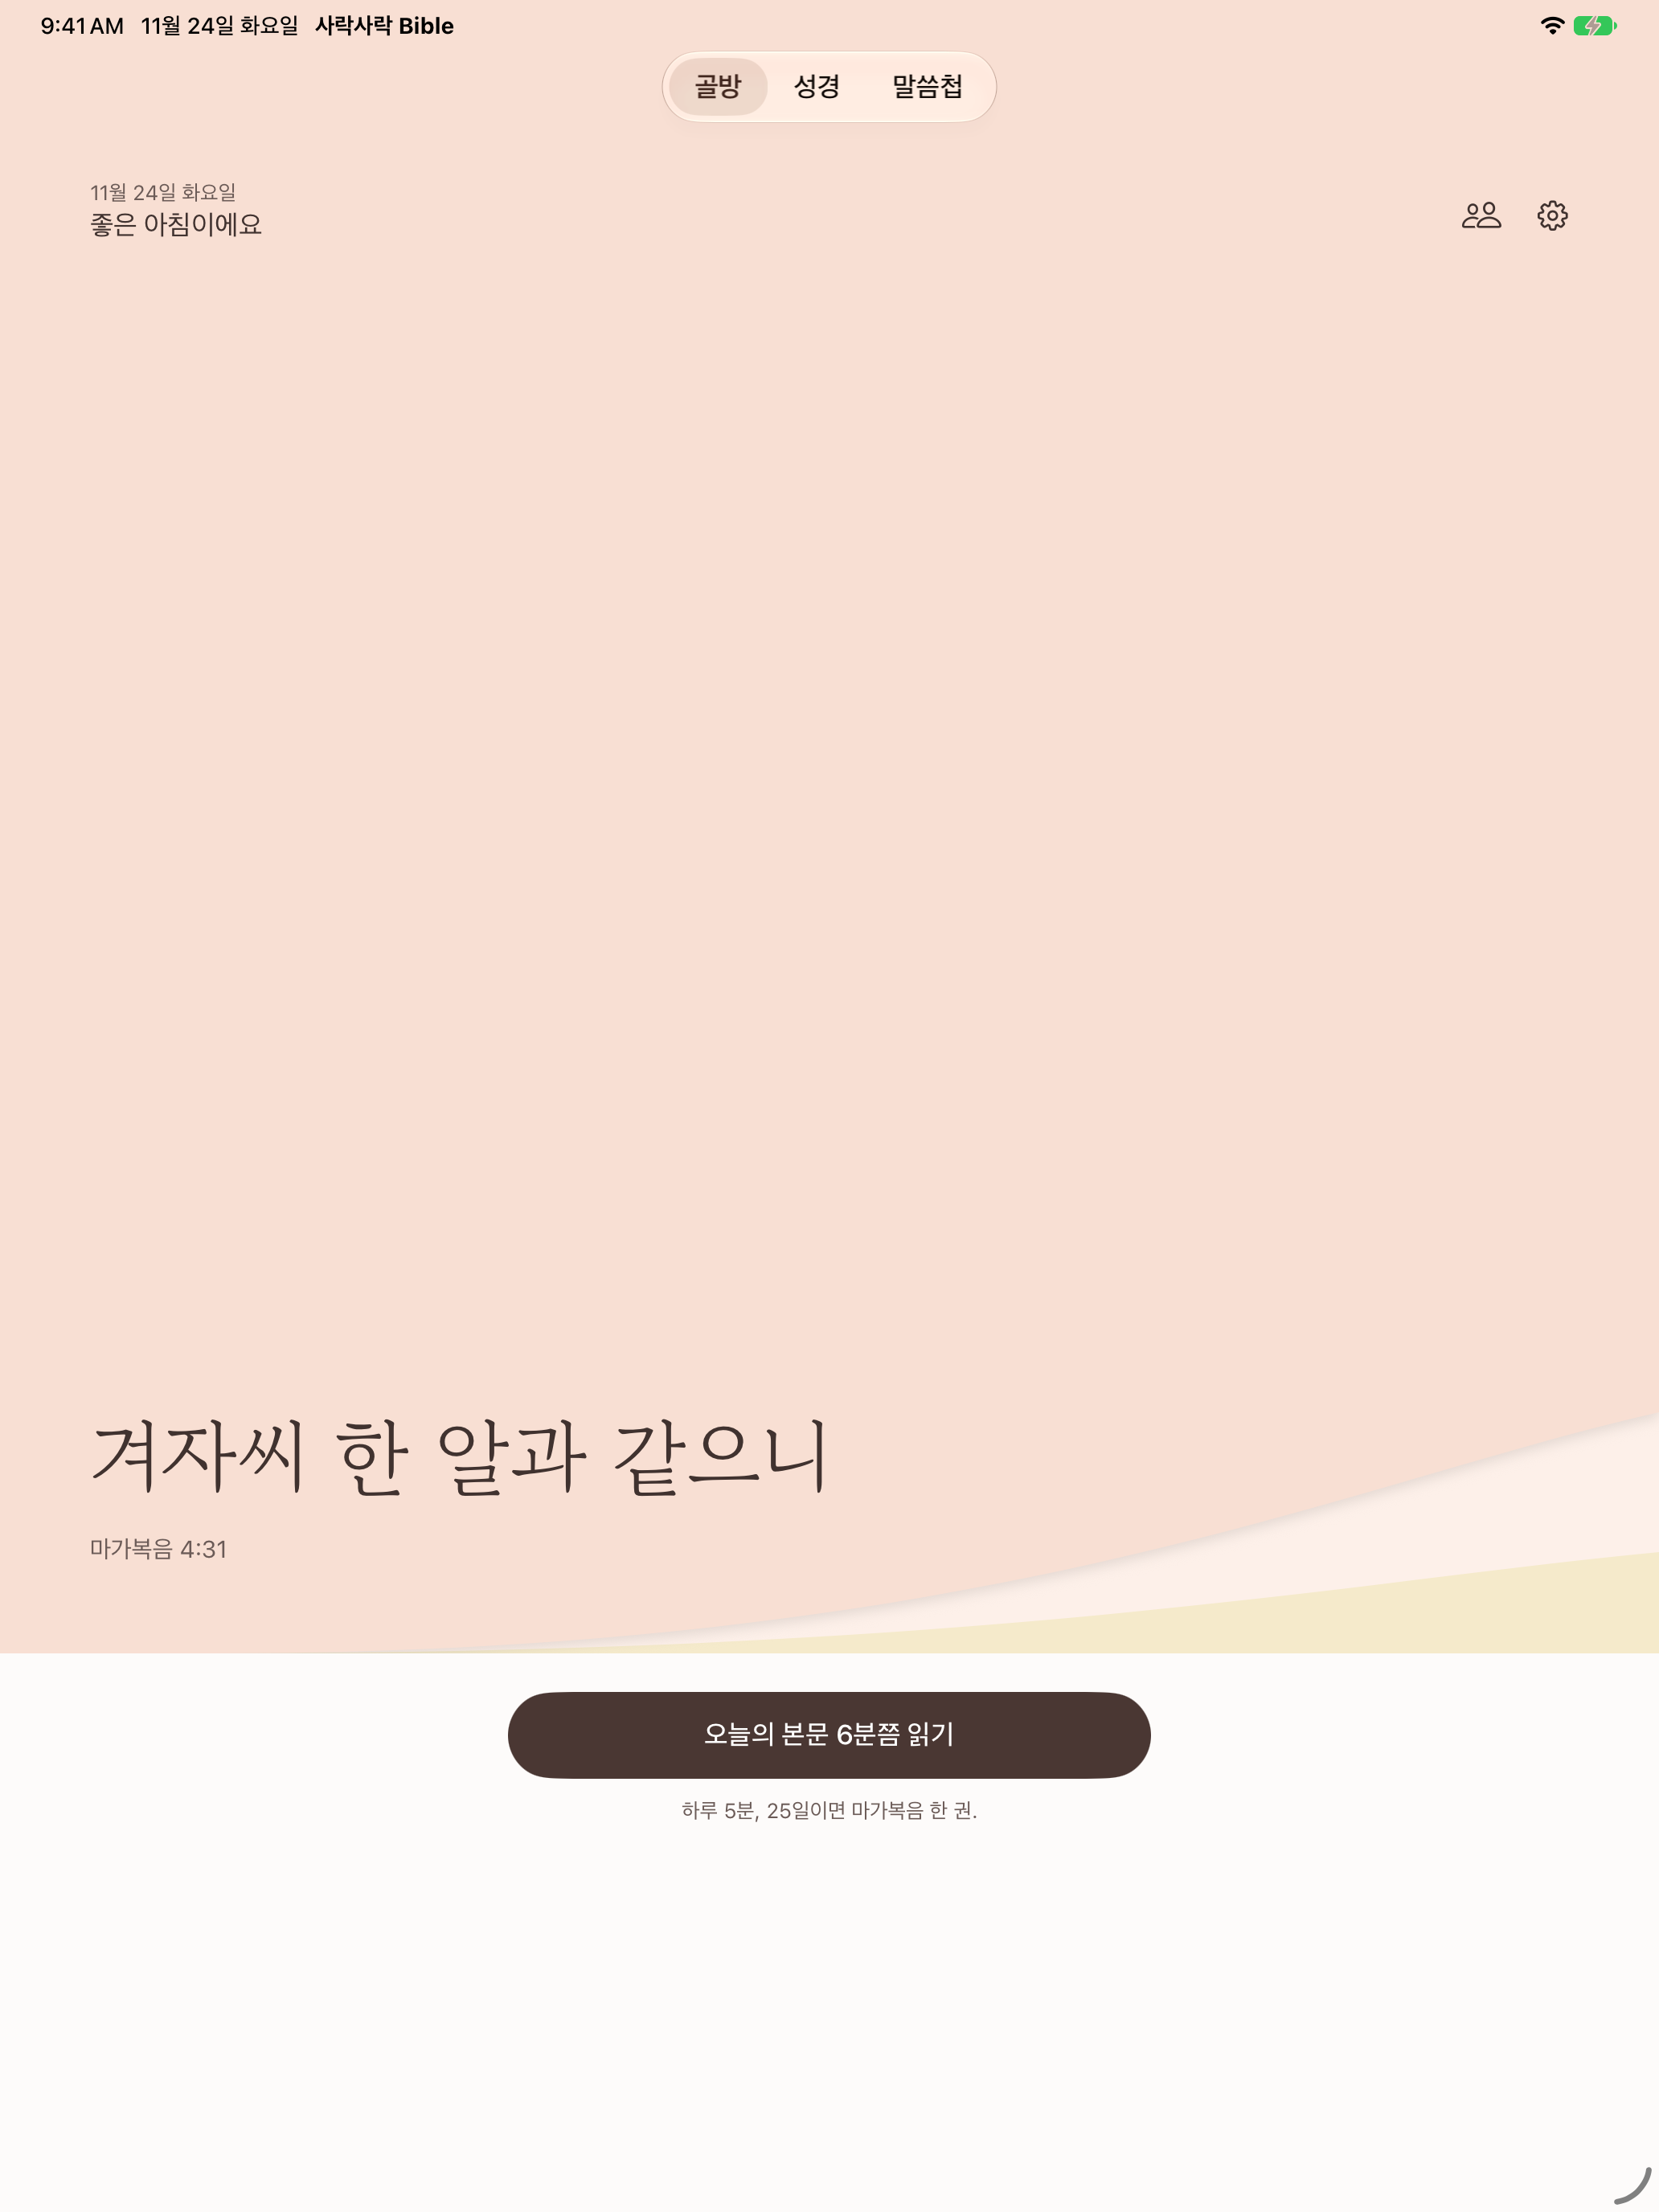 9:41 AM 11월 24일 화요일 사락사락 Bible
골방 성경 말씀첩
11월 24일 화요일
좋은 아침이에요
겨자씨 한 알과 같으니
마가복음 4:31
오늘의 본문 6분쯤 읽기
하루 5분, 25일이면 마가복음 한 권.